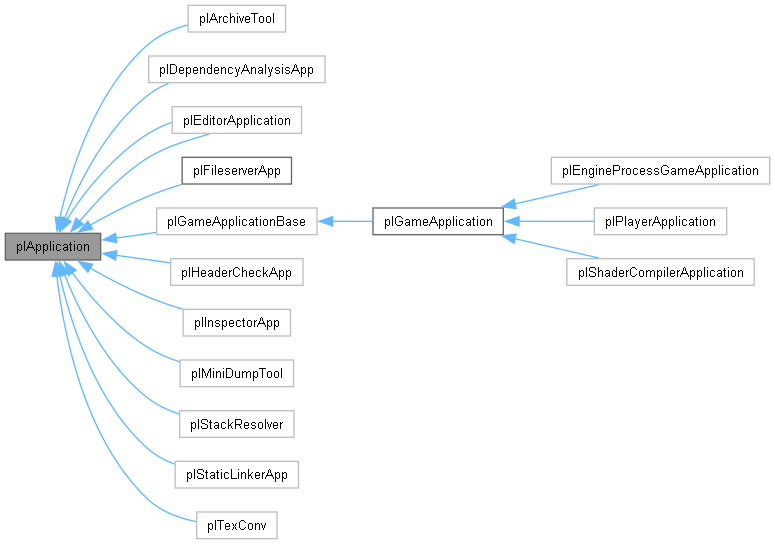 plArchiveTool
plDependencyAnalysisApp
plEditorApplication
plFileserverApp
plEngineProcessGameApplication
plGameApplicationBase
plGameApplication
plPlayerApplication
plApplication
plHeaderCheckApp
plShaderCompilerApplication
plInspectorApp
plMiniDumpTool
plStackResolver
plStaticLinkerApp
plTexConv